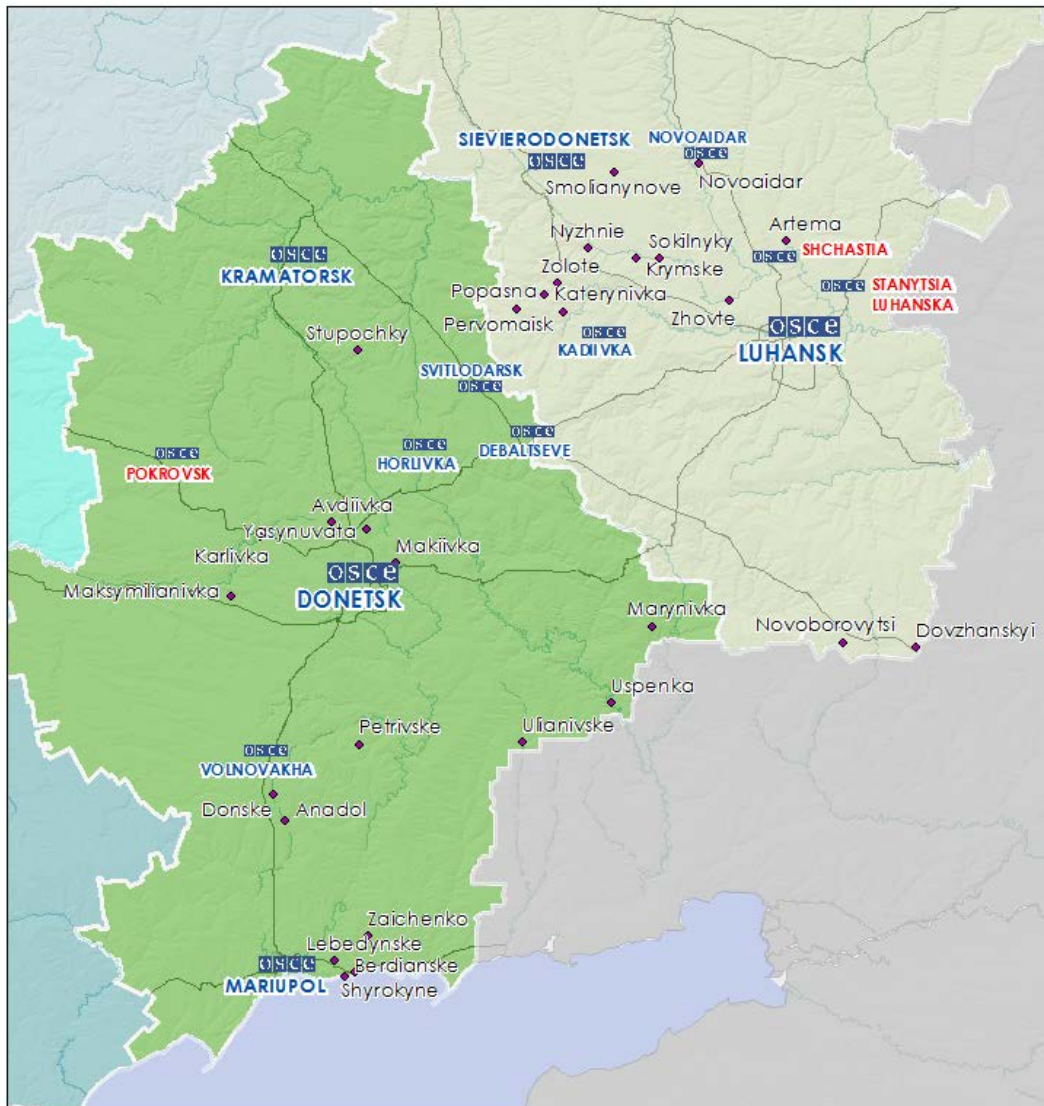 SIEVIERODONETSK
osce
NOVOAIDAR
osce
Smolianynove
Novoaidar
Nyzhnie
Sokilnyky
Artema
osce
SHCHASTIA
osce
KRAMATORSK
Zolote
Krymske
osce
STANYTSIA
LUHANSKA
Popasna
Katerynivka
Pervomaisk
Zhovte
osce
KADIIVKA
osce
LUHANSK
Stupochky
SVITLODARSK
osce
osce
POKROVSK
osce
HORLIVKA
osce
DEBALTSEVE
Avdiivka
Yasynuvata
Karlivka
Makiivka
osce
DONETSK
Maksymilianivka
Marynivka
Novoborovytsi
Dovzhanskyi
Uspenka
Petrivske
Ulianivske
osce
VOLNOVAKHA
Donske
Anadol
Zaichenko
Lebedynske
osce
MARIUPOL
Berdianske
Shyrokyne